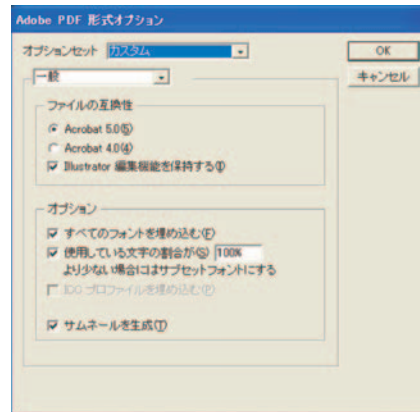 Adobe PDF 形式オプション
オプションセット カスタム
OK
キャンセル
一般
ファイルの互換性
Acrobat 5.0(5)
Acrobat 4.0(4)
Illustrator 編集機能を保持する(I)
オプション
すべてのフォントを埋め込む(F)
使用している文字の割合が(S) 100%
より少ない場合にはサブセットフォントにする
ICC プロファイルを埋め込む(P)
サムネールを生成(T)